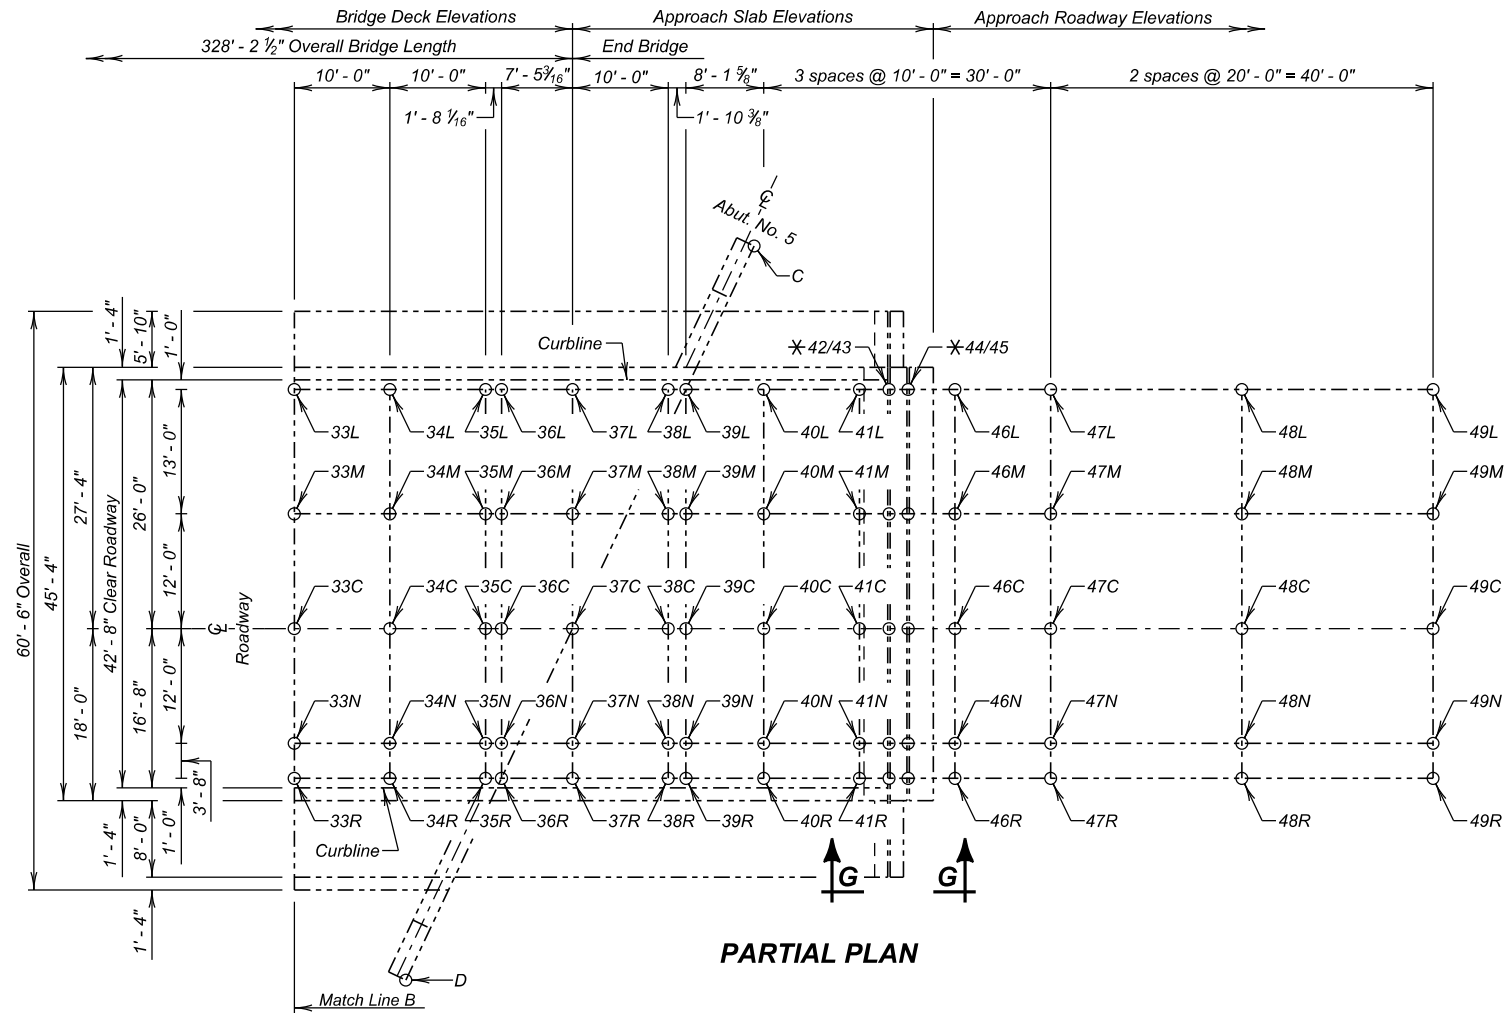 Bridge Deck Elevations
Approach Slab Elevations
Approach Roadway Elevations
328' - 2 1/2" Overall Bridge Length
End Bridge
10' - 0"
10' - 0"
7' - 5 3/16"
10' - 0"
8' - 1 5/8"
3 spaces @ 10' - 0" = 30' - 0"
2 spaces @ 20' - 0" = 40' - 0"
1' - 8 1/16"
1' - 10 3/8"
℄
Abut. No. 5
C
1' - 4"
5' - 10"
1' - 0"
Curbline
*42/43
*44/45
33L
34L
35L
36L
37L
38L
39L
40L
41L
46L
47L
48L
49L
13' - 0"
33M
34M
35M
36M
37M
38M
39M
40M
41M
46M
47M
48M
49M
60' - 6" Overall
45' - 4"
27' - 4"
42' - 8" Clear Roadway
26' - 0"
12' - 0"
33C
34C
35C
36C
37C
38C
39C
40C
41C
46C
47C
48C
49C
℄
Roadway
18' - 0"
16' - 8"
12' - 0"
33N
34N
35N
36N
37N
38N
39N
40N
41N
46N
47N
48N
49N
3' - 8"
33R
34R
35R
36R
37R
38R
39R
40R
41R
46R
47R
48R
49R
1' - 4"
8' - 0"
1' - 0"
Curbline
G
G
1' - 4"
PARTIAL PLAN
D
Match Line B